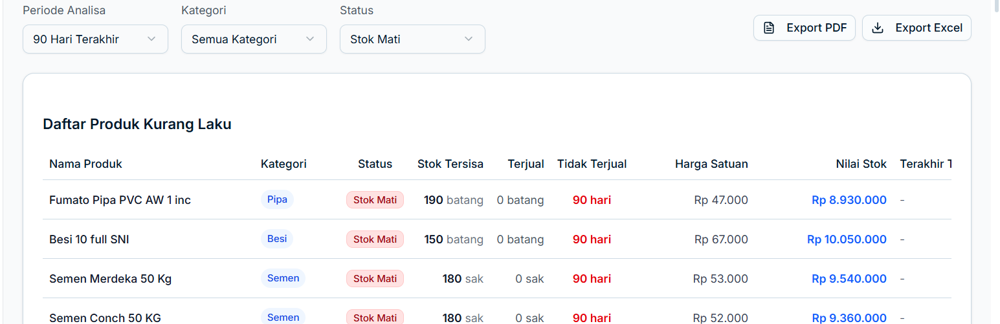 Periode Analisa Kategori Status
90 Hari Terakhir Semua Kategori Stok Mati Export PDF Export Excel
Daftar Produk Kurang Laku
Nama Produk Kategori Status Stok Tersisa Terjual Tidak Terjual Harga Satuan Nilai Stok Terakhir T
Fumato Pipa PVC AW 1 inc Pipa Stok Mati 190 batang 0 batang 90 hari Rp 47.000 Rp 8.930.000 -
Besi 10 full SNI Besi Stok Mati 150 batang 0 batang 90 hari Rp 67.000 Rp 10.050.000 -
Semen Merdeka 50 Kg Semen Stok Mati 180 sak 0 sak 90 hari Rp 53.000 Rp 9.540.000 -
Semen Conch 50 KG Semen Stok Mati 180 sak 0 sak 90 hari Rp 52.000 Rp 9.360.000 -